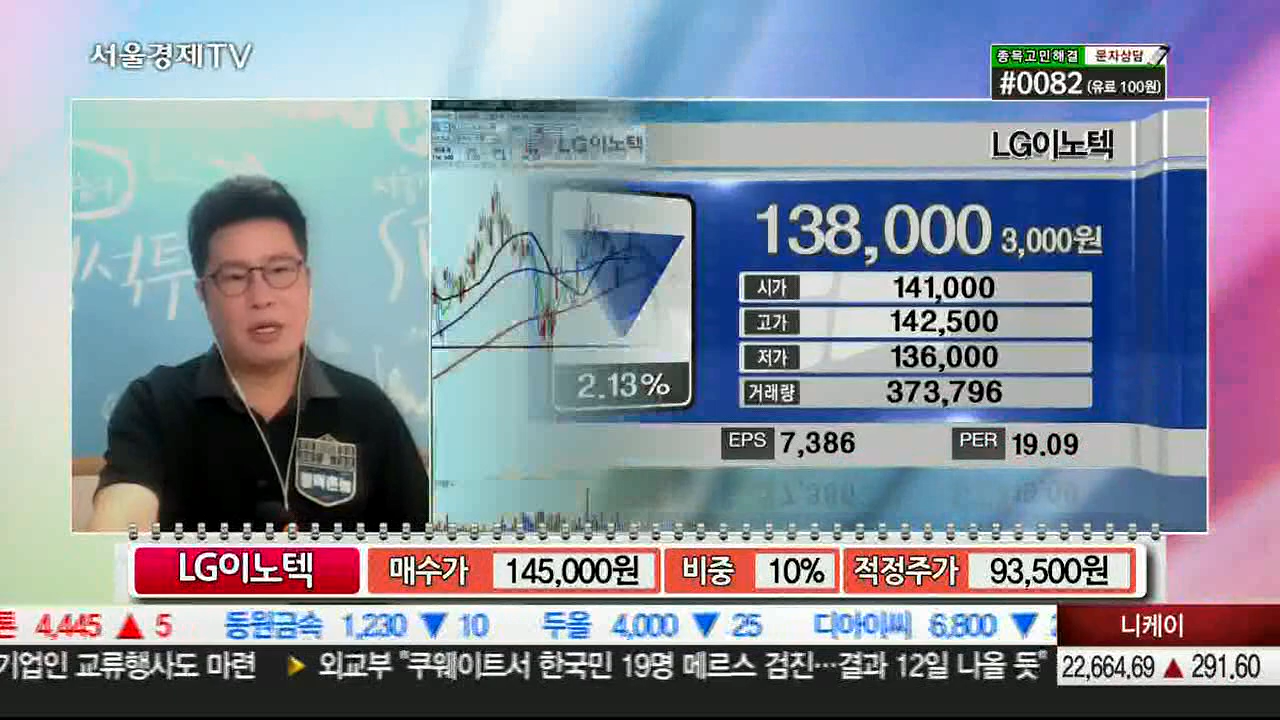 서울경제TV
종목고민해결 문자상담
#0082 (유료 100원)
LG이노텍
LG이노텍
138,000 3,000원
시가 141,000
고가 142,500
저가 136,000
거래량 373,796
2.13%
EPS 7,386 PER 19.09
LG이노텍 매수가 145,000원 비중 10% 적정주가 93,500원
4,445 ▲ 5 동원금속 1,230 ▼ 10 두올 4,000 ▼ 25 디아이씨 6,800 ▼
니케이
기업인 교류행사도 마련 ▶ 외교부 "쿠웨이트서 한국민 19명 메르스 검진…결과 12일 나올 듯"
22,664.69 ▲ 291.60